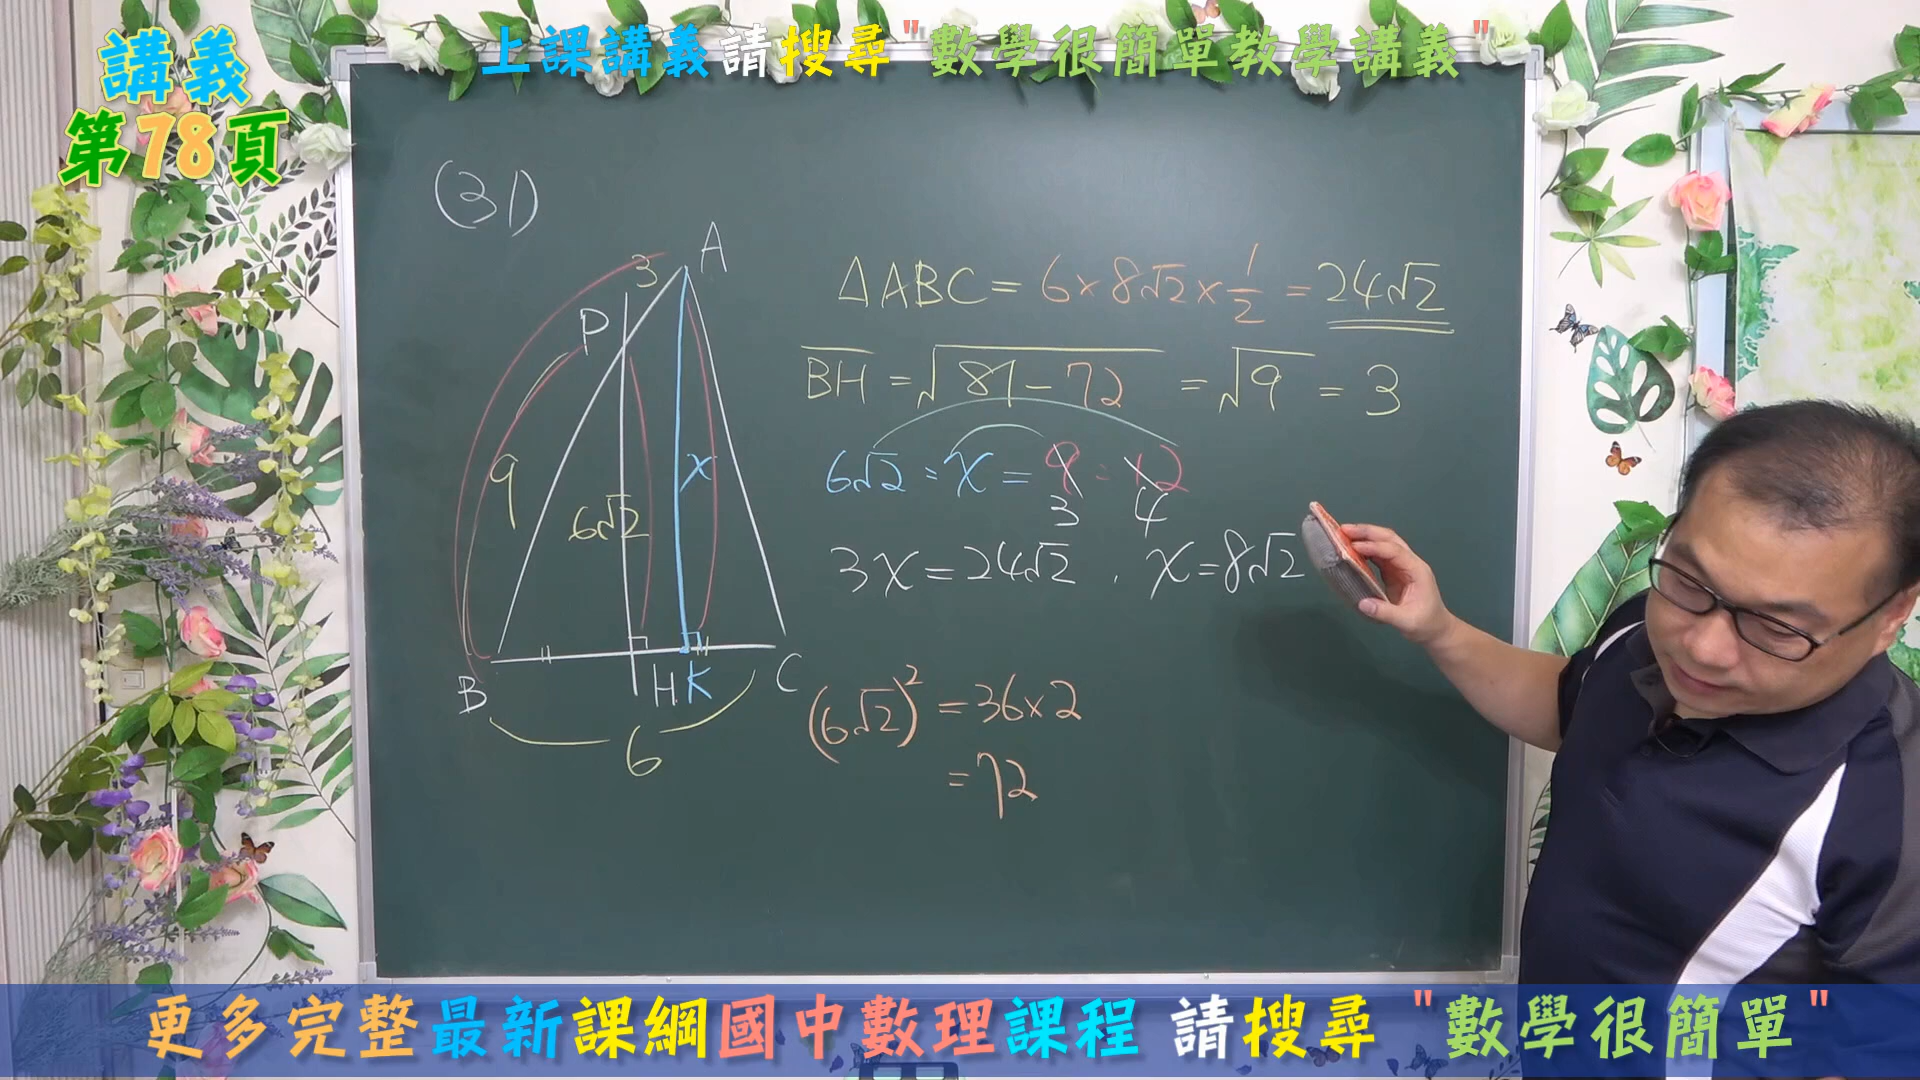 上課講義請搜尋"數學很簡單教學講義"
講義
第78頁
(31)
A
3
P
9
6√2
x
B
H
K
C
6
△ABC=6×8√2×1/2=24√2
BH=√81-72=√9=3
6√2:x=9:12
3 4
3x=24√2 . x=8√2
(6√2)²=36×2
=72
更多完整最新課綱國中數理課程 請搜尋 "數學很簡單"